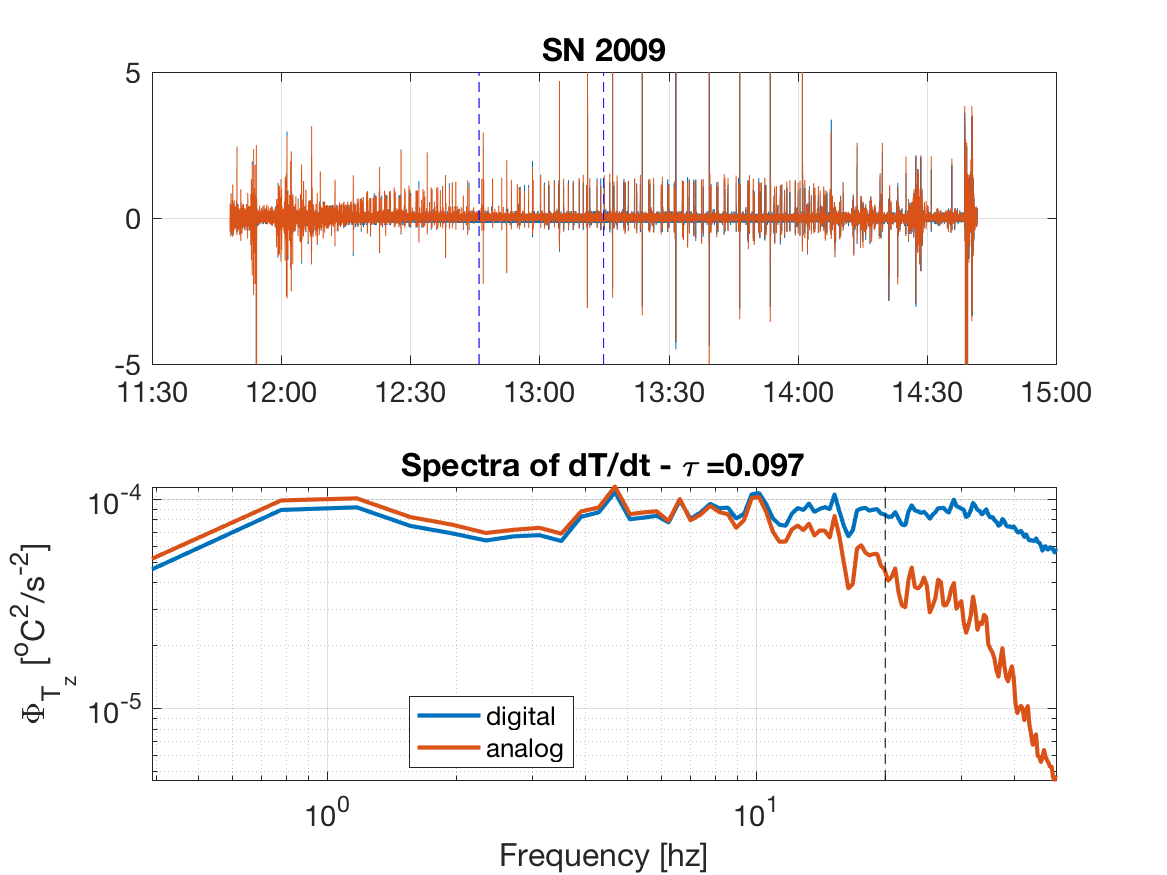 SN 2009
5
0
-5
11:30 12:00 12:30 13:00 13:30 14:00 14:30 15:00
Spectra of dT/dt - τ =0.097
Φ_{T_z} [°C²/s⁻²]
10⁻⁴
10⁻⁵
digital
analog
10⁰ 10¹
Frequency [hz]